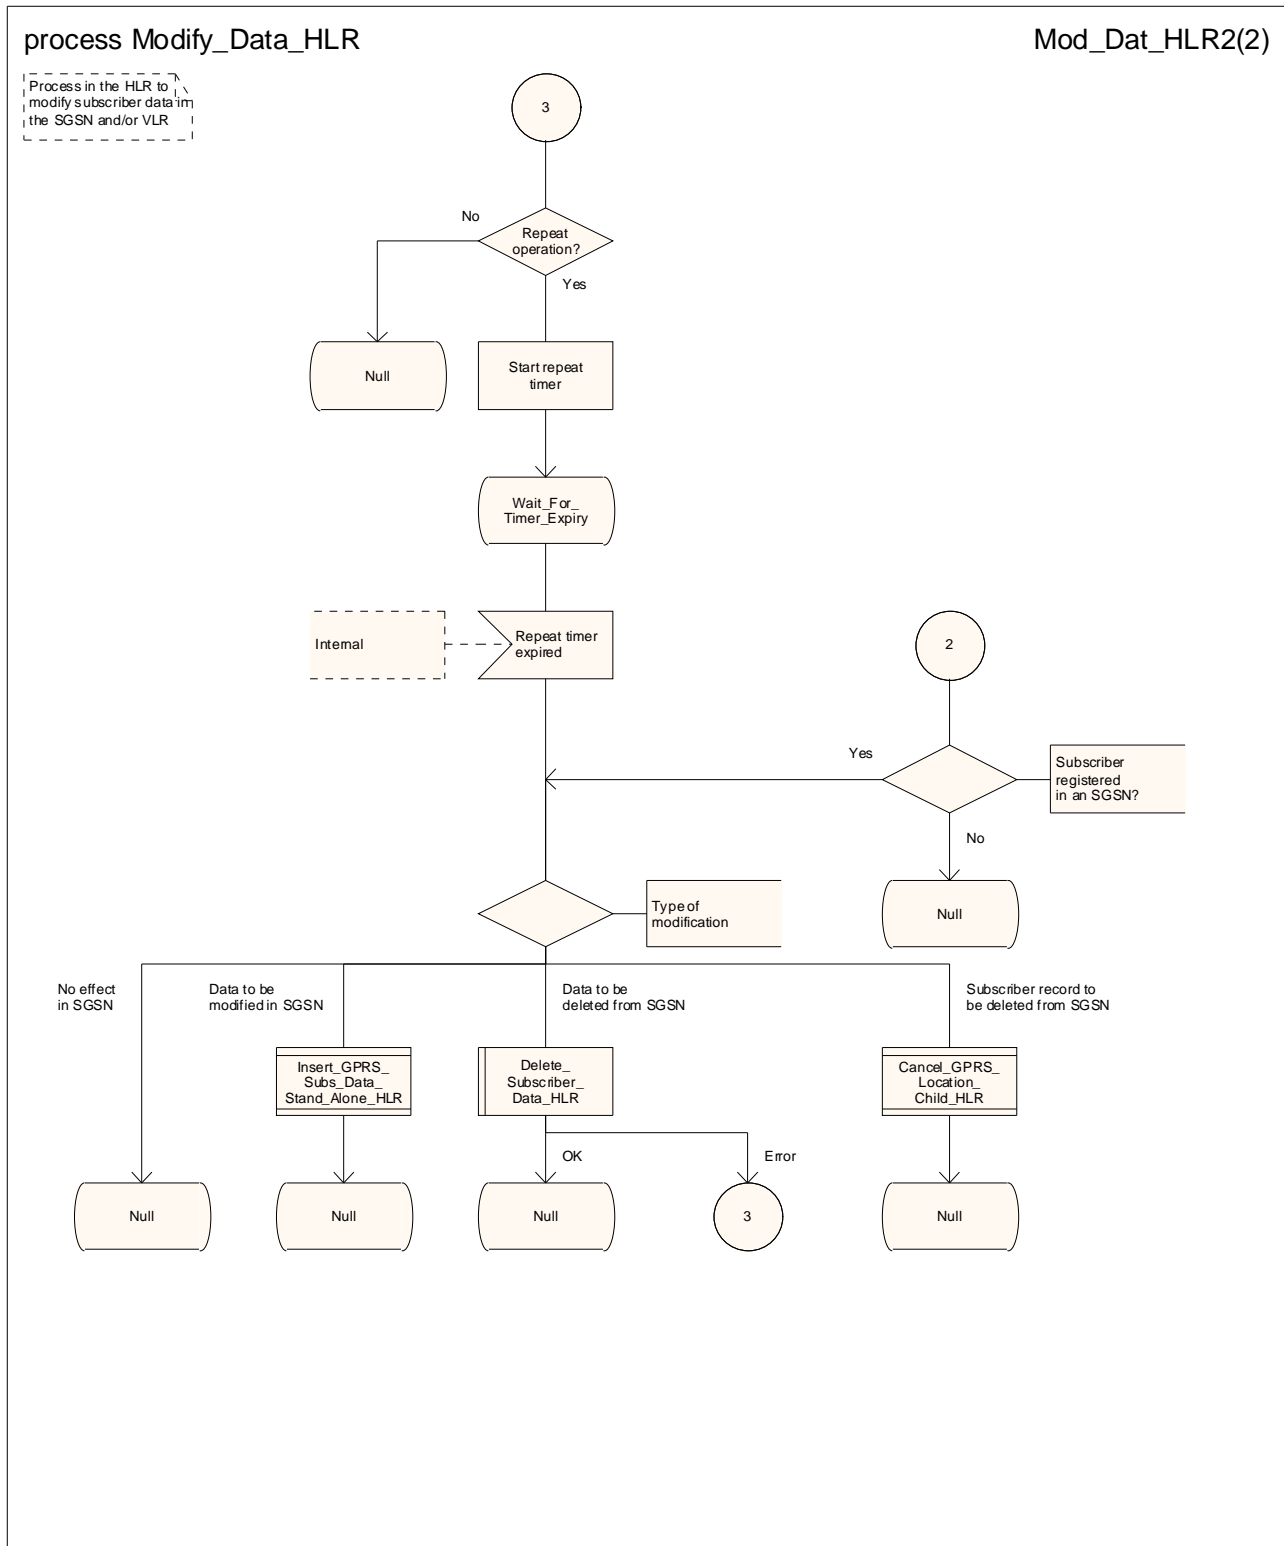 process Modify_Data_HLR
Mod_Dat_HLR2(2)
Process in the HLR to
modify subscriber data in
the SGSN and/or VLR
3
No
Repeat
operation?
Yes
Null
Start repeat
timer
Wait_For_
Timer_Expiry
Internal
Repeat timer
expired
2
Yes
Subscriber
registered
in an SGSN?
No
Null
Type of
modification
No effect
in SGSN
Data to be
modified in SGSN
Data to be
deleted from SGSN
Subscriber record to
be deleted from SGSN
Insert_GPRS_
Subs_Data_
Stand_Alone_HLR
Delete_
Subscriber_
Data_HLR
Cancel_GPRS_
Location_
Child_HLR
OK
Error
Null
Null
Null
3
Null